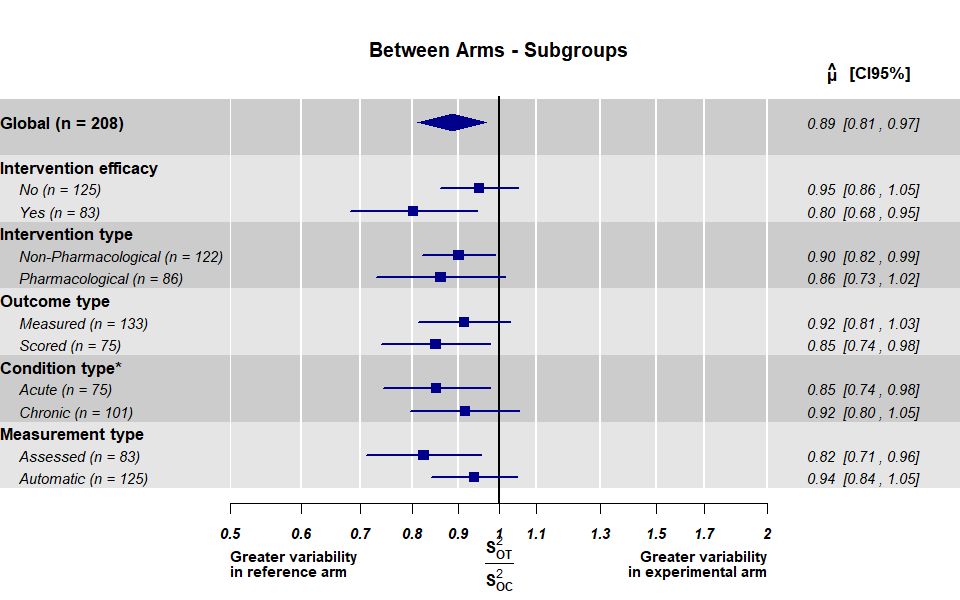 Between Arms - Subgroups
μ̂ [CI95%]
Global (n = 208) 0.89 [0.81 , 0.97]
Intervention efficacy
No (n = 125) 0.95 [0.86 , 1.05]
Yes (n = 83) 0.80 [0.68 , 0.95]
Intervention type
Non-Pharmacological (n = 122) 0.90 [0.82 , 0.99]
Pharmacological (n = 86) 0.86 [0.73 , 1.02]
Outcome type
Measured (n = 133) 0.92 [0.81 , 1.03]
Scored (n = 75) 0.85 [0.74 , 0.98]
Condition type*
Acute (n = 75) 0.85 [0.74 , 0.98]
Chronic (n = 101) 0.92 [0.80 , 1.05]
Measurement type
Assessed (n = 83) 0.82 [0.71 , 0.96]
Automatic (n = 125) 0.94 [0.84 , 1.05]
0.5 0.6 0.7 0.8 0.9 1 1.1 1.3 1.5 1.7 2
Greater variability
in reference arm
S²OT
S²OC
Greater variability
in experimental arm